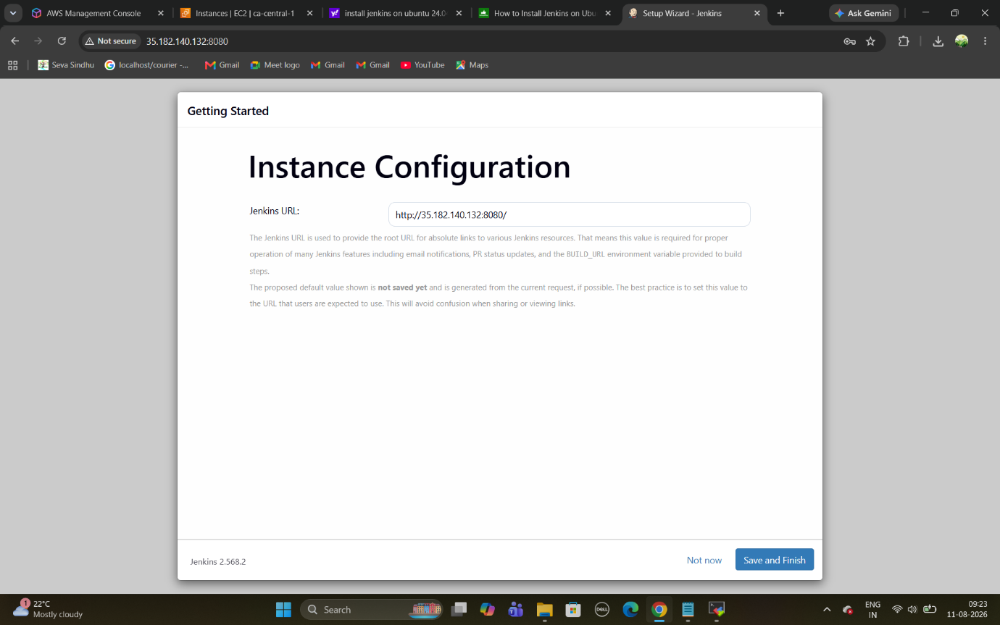 AWS Management Console
Instances | EC2 | ca-central-1
install jenkins on ubuntu 24.0
How to Install Jenkins on Ubu
Setup Wizard - Jenkins
Ask Gemini
Not secure
35.182.140.132:8080
Seva Sindhu
localhost/courier -...
Gmail
Meet logo
Gmail
Gmail
YouTube
Maps
Getting Started
Instance Configuration
Jenkins URL:
http://35.182.140.132:8080/
The Jenkins URL is used to provide the root URL for absolute links to various Jenkins resources. That means this value is required for proper
operation of many Jenkins features including email notifications, PR status updates, and the BUILD_URL environment variable provided to build
steps.
The proposed default value shown is not saved yet and is generated from the current request, if possible. The best practice is to set this value to
the URL that users are expected to use. This will avoid confusion when sharing or viewing links.
Jenkins 2.568.2
Not now
Save and Finish
1
22°C
Mostly cloudy
Search
DELL
ENG
IN
09:23
11-08-2026